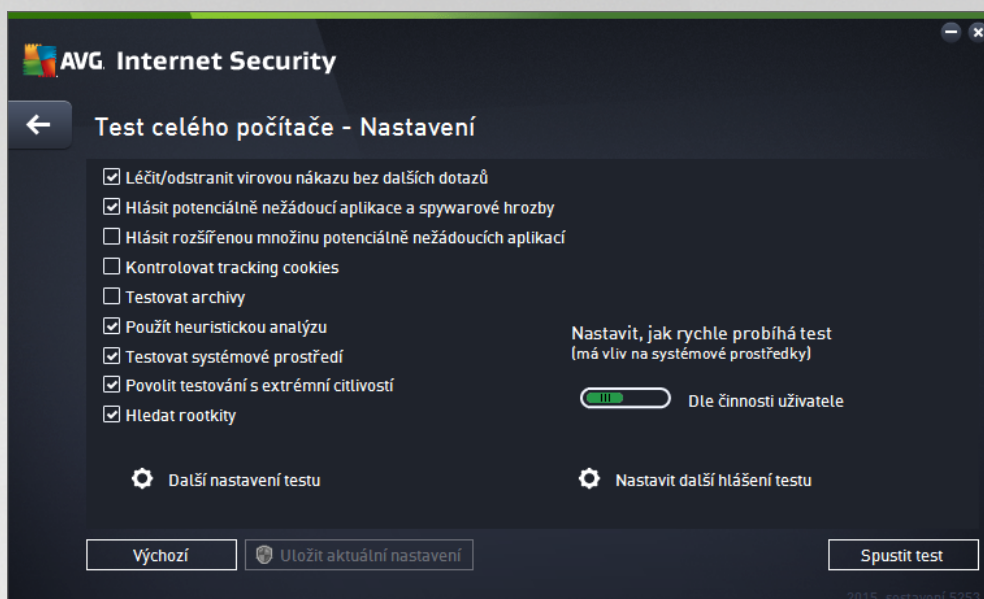 AVG. Internet Security
Test celého počítače - Nastavení
Léčit/odstranit virovou nákazu bez dalších dotazů
Hlásit potenciálně nežádoucí aplikace a spywarové hrozby
Hlásit rozšířenou množinu potenciálně nežádoucích aplikací
Kontrolovat tracking cookies
Testovat archivy
Použít heuristickou analýzu
Testovat systémové prostředí
Povolit testování s extrémní citlivostí
Hledat rootkity
Nastavit, jak rychle probíhá test
(má vliv na systémové prostředky)
Dle činnosti uživatele
Další nastavení testu
Nastavit další hlášení testu
Výchozí
Uložit aktuální nastavení
Spustit test
2015, sestavení 5353